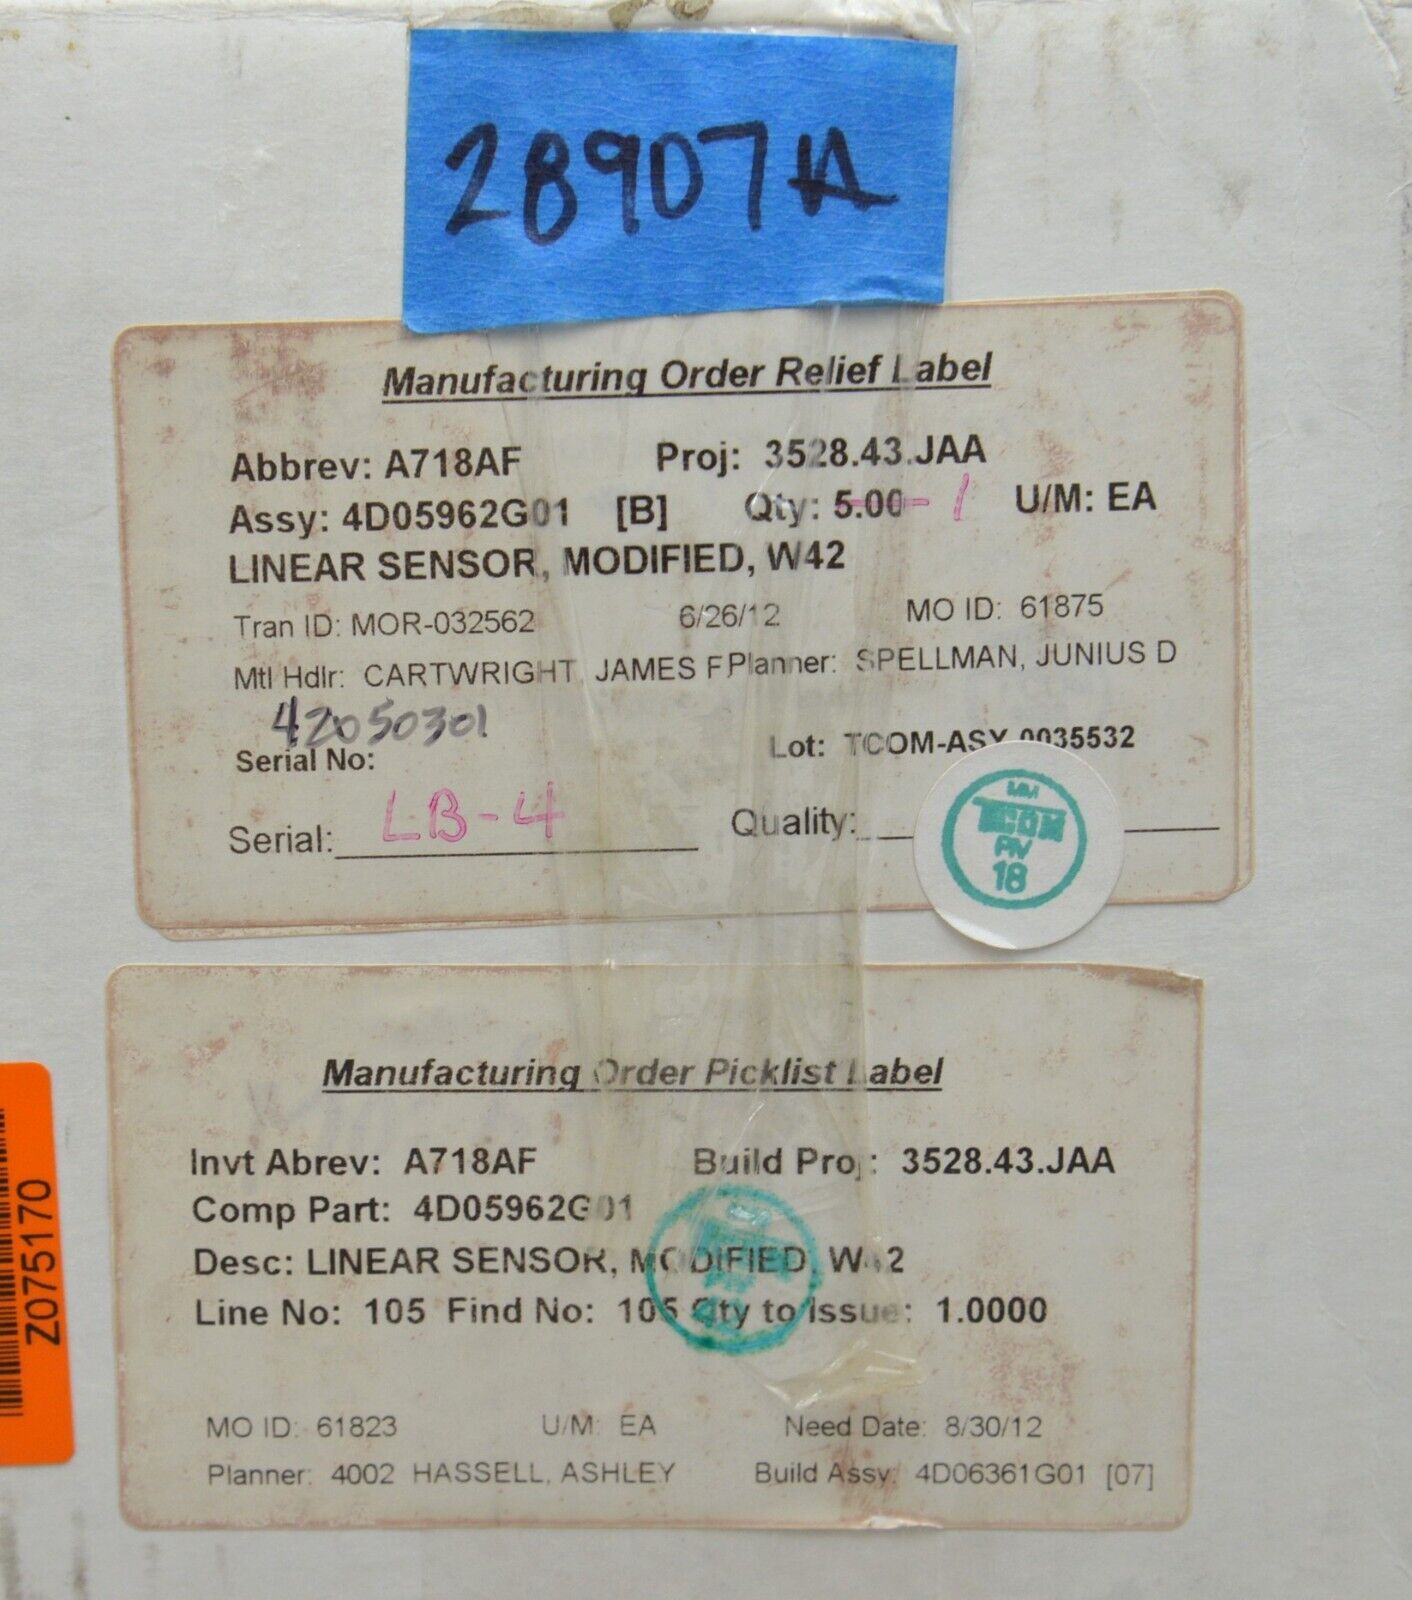 28907A
Manufacturing Order Relief Label
Abbrev: A718AF Proj: 3528.43.JAA
Assy: 4D05962G01 [B] Qty: 5.00 - 1 U/M: EA
LINEAR SENSOR, MODIFIED, W42
Tran ID: MOR-032562 6/26/12 MO ID: 61875
Mtl Hdlr: CARTWRIGHT, JAMES F Planner: SPELLMAN, JUNIUS D
42050301
Serial No: Lot: TCOM-ASY-0035532
Serial: LB-4 Quality:
TCOM
18
Manufacturing Order Picklist Label
Invt Abrev: A718AF Build Proj: 3528.43.JAA
Comp Part: 4D05962G01
Desc: LINEAR SENSOR, MODIFIED, W42
Line No: 105 Find No: 105 Qty to Issue: 1.0000
MO ID: 61823 U/M: EA Need Date: 8/30/12
Planner: 4002 HASSELL, ASHLEY Build Assy: 4D06361G01 [07]
Z075170